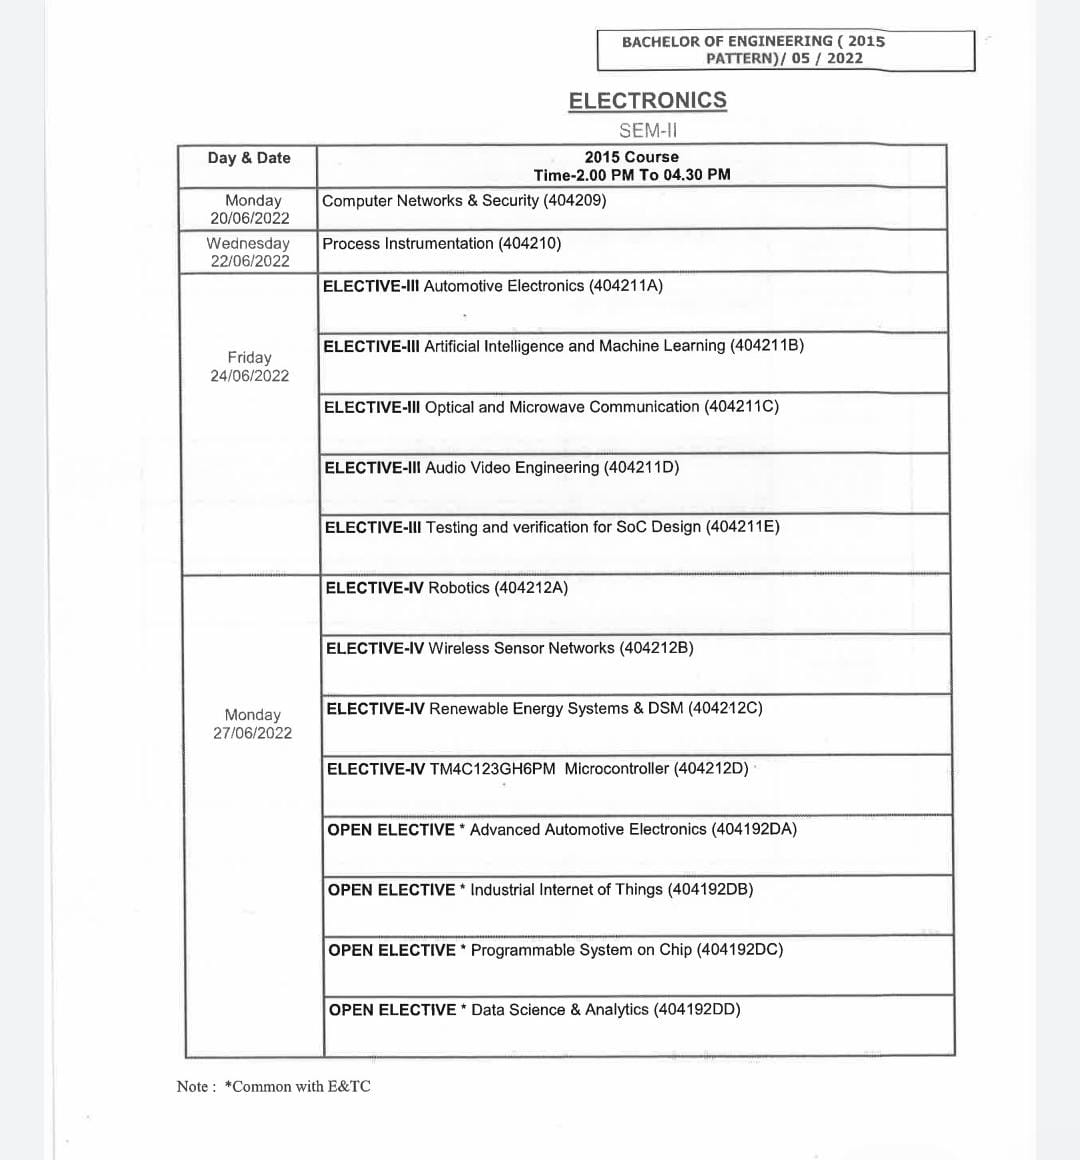 BACHELOR OF ENGINEERING ( 2015
PATTERN)/ 05 / 2022
ELECTRONICS
SEM-II
Day & Date
2015 Course
Time-2.00 PM To 04.30 PM
Monday
20/06/2022
Computer Networks & Security (404209)
Wednesday
22/06/2022
Process Instrumentation (404210)
Friday
24/06/2022
ELECTIVE-III Automotive Electronics (404211A)
ELECTIVE-III Artificial Intelligence and Machine Learning (404211B)
ELECTIVE-III Optical and Microwave Communication (404211C)
ELECTIVE-III Audio Video Engineering (404211D)
ELECTIVE-III Testing and verification for SoC Design (404211E)
Monday
27/06/2022
ELECTIVE-IV Robotics (404212A)
ELECTIVE-IV Wireless Sensor Networks (404212B)
ELECTIVE-IV Renewable Energy Systems & DSM (404212C)
ELECTIVE-IV TM4C123GH6PM Microcontroller (404212D)
OPEN ELECTIVE * Advanced Automotive Electronics (404192DA)
OPEN ELECTIVE * Industrial Internet of Things (404192DB)
OPEN ELECTIVE * Programmable System on Chip (404192DC)
OPEN ELECTIVE * Data Science & Analytics (404192DD)
Note : *Common with E&TC